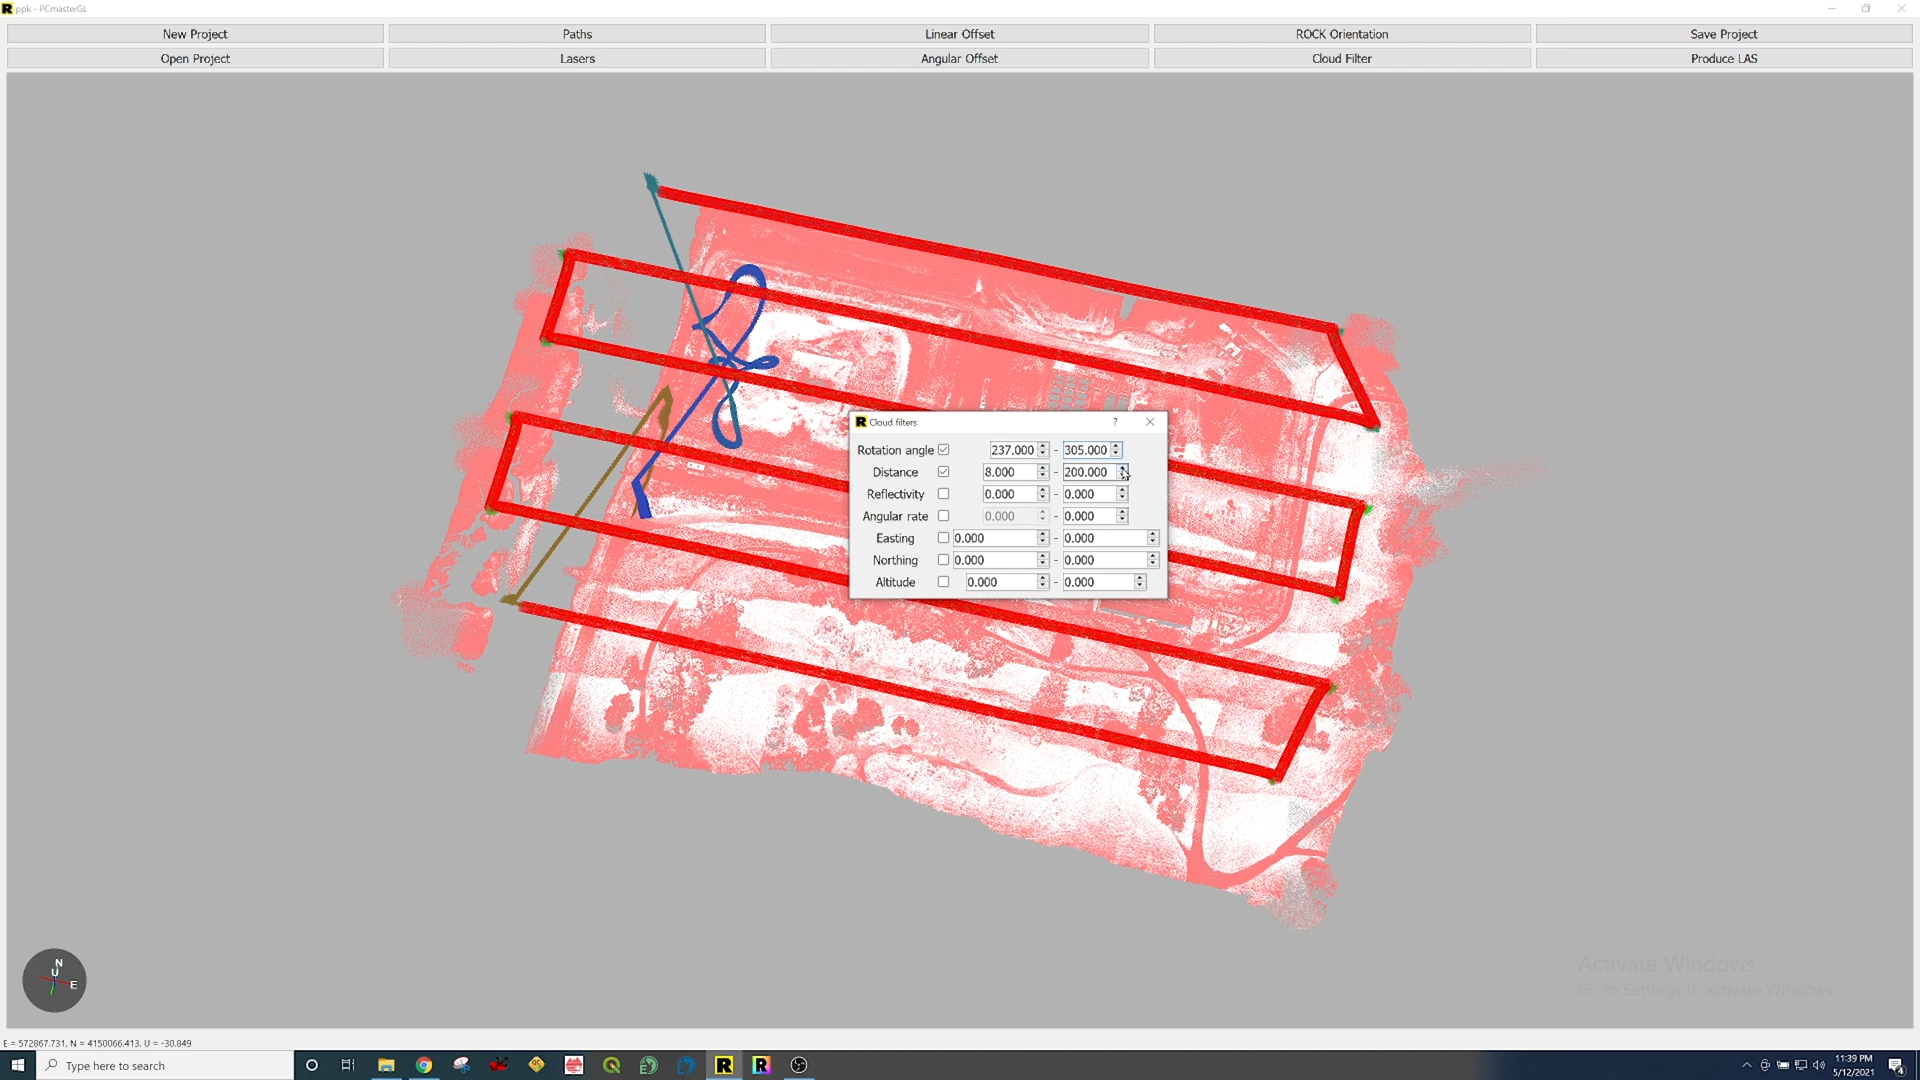 ppk - PCmasterGL
New Project
Paths
Linear Offset
ROCK Orientation
Save Project
Open Project
Lasers
Angular Offset
Cloud Filter
Produce LAS
Cloud filters
?
Rotation angle 237.000 - 305.000
Distance 8.000 - 200.000
Reflectivity 0.000 - 0.000
Angular rate 0.000 - 0.000
Easting 0.000 - 0.000
Northing 0.000 - 0.000
Altitude 0.000 - 0.000
N
U
E
Activate Windows
Go to Settings to activate Windows.
E = 572867.731, N = 4150066.413, U = -30.849
Type here to search
11:39 PM
5/12/2021
4